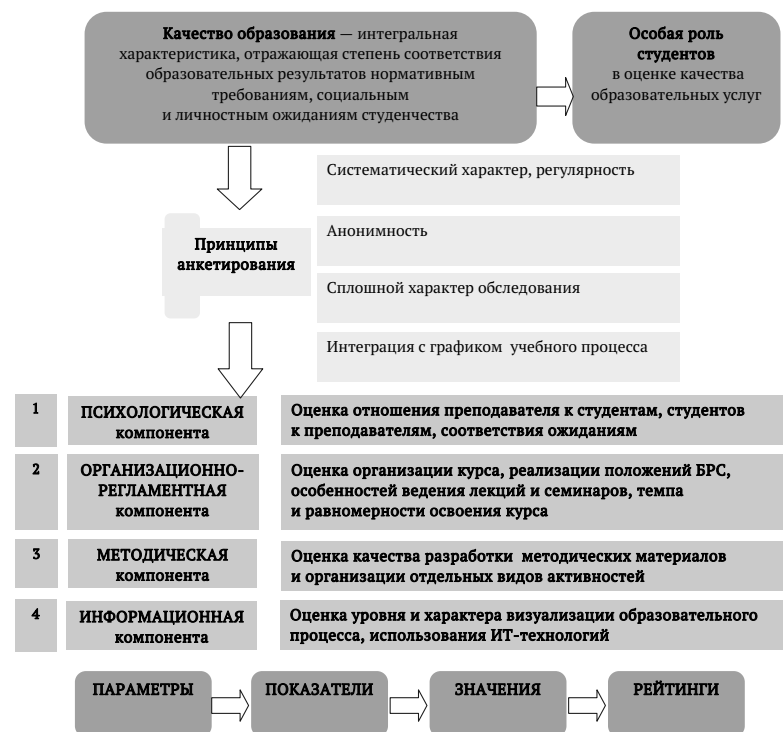 Качество образования — интегральная
характеристика, отражающая степень соответствия
образовательных результатов нормативным
требованиям, социальным
и личностным ожиданиям студенчества
Особая роль
студентов
в оценке качества
образовательных услуг
Систематический характер, регулярность
Принципы
анкетирования
Анонимность
Сплошной характер обследования
Интеграция с графиком учебного процесса
1
ПСИХОЛОГИЧЕСКАЯ
компонента
Оценка отношения преподавателя к студентам, студентов
к преподавателям, соответствия ожиданиям
2
ОРГАНИЗАЦИОННО-
РЕГЛАМЕНТНАЯ
компонента
Оценка организации курса, реализации положений БРС,
особенностей ведения лекций и семинаров, темпа
и равномерности освоения курса
3
МЕТОДИЧЕСКАЯ
компонента
Оценка качества разработки методических материалов
и организации отдельных видов активностей
4
ИНФОРМАЦИОННАЯ
компонента
Оценка уровня и характера визуализации образовательного
процесса, использования ИТ-технологий
ПАРАМЕТРЫ
ПОКАЗАТЕЛИ
ЗНАЧЕНИЯ
РЕЙТИНГИ